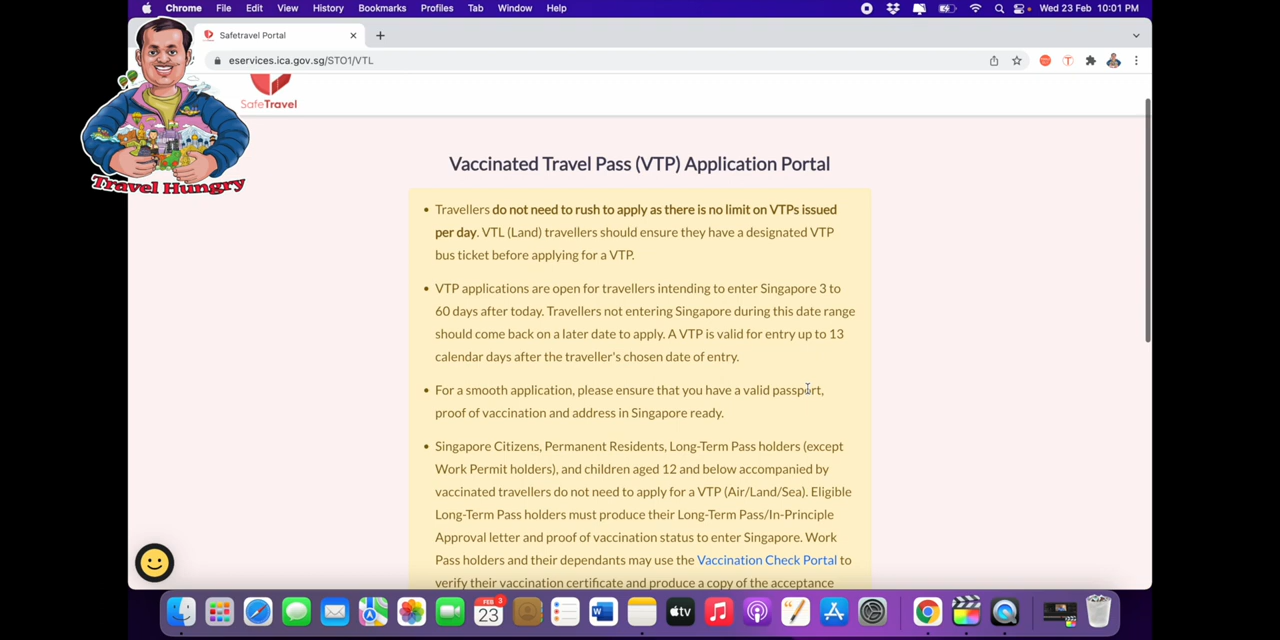 Chrome File Edit View History Bookmarks Profiles Tab Window Help Wed 23 Feb 10:01 PM
Safetravel Portal
eservices.ica.gov.sg/STO1/VTL
SafeTravel
Travel Hungry
Vaccinated Travel Pass (VTP) Application Portal
• Travellers do not need to rush to apply as there is no limit on VTPs issued
per day. VTL (Land) travellers should ensure they have a designated VTP
bus ticket before applying for a VTP.
• VTP applications are open for travellers intending to enter Singapore 3 to
60 days after today. Travellers not entering Singapore during this date range
should come back on a later date to apply. A VTP is valid for entry up to 13
calendar days after the traveller's chosen date of entry.
• For a smooth application, please ensure that you have a valid passport,
proof of vaccination and address in Singapore ready.
• Singapore Citizens, Permanent Residents, Long-Term Pass holders (except
Work Permit holders), and children aged 12 and below accompanied by
vaccinated travellers do not need to apply for a VTP (Air/Land/Sea). Eligible
Long-Term Pass holders must produce their Long-Term Pass/In-Principle
Approval letter and proof of vaccination status to enter Singapore. Work
Pass holders and their dependants may use the Vaccination Check Portal to
verify their vaccination certificate and produce a copy of the acceptance
FEB 3
23
tv